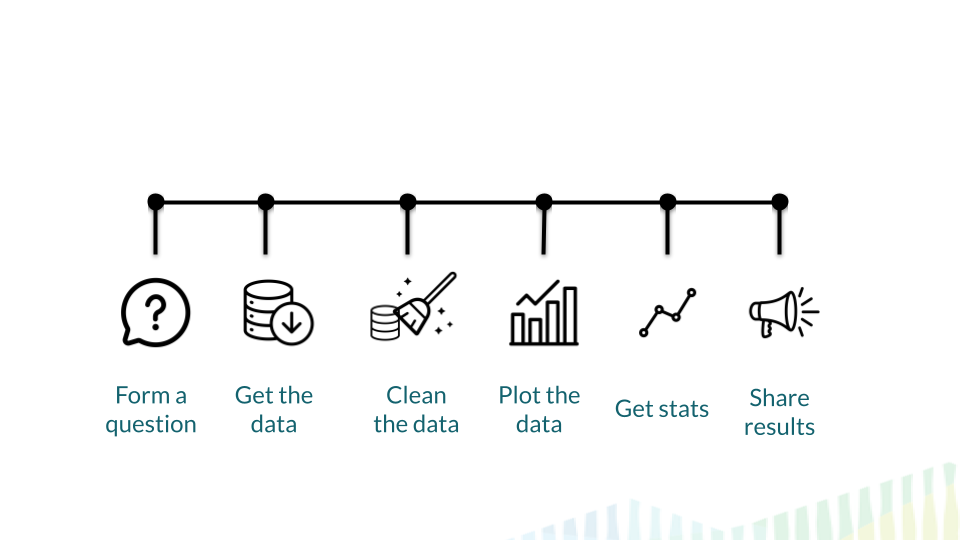 Form a
question
Get the
data
Clean
the data
Plot the
data
Get stats
Share
results